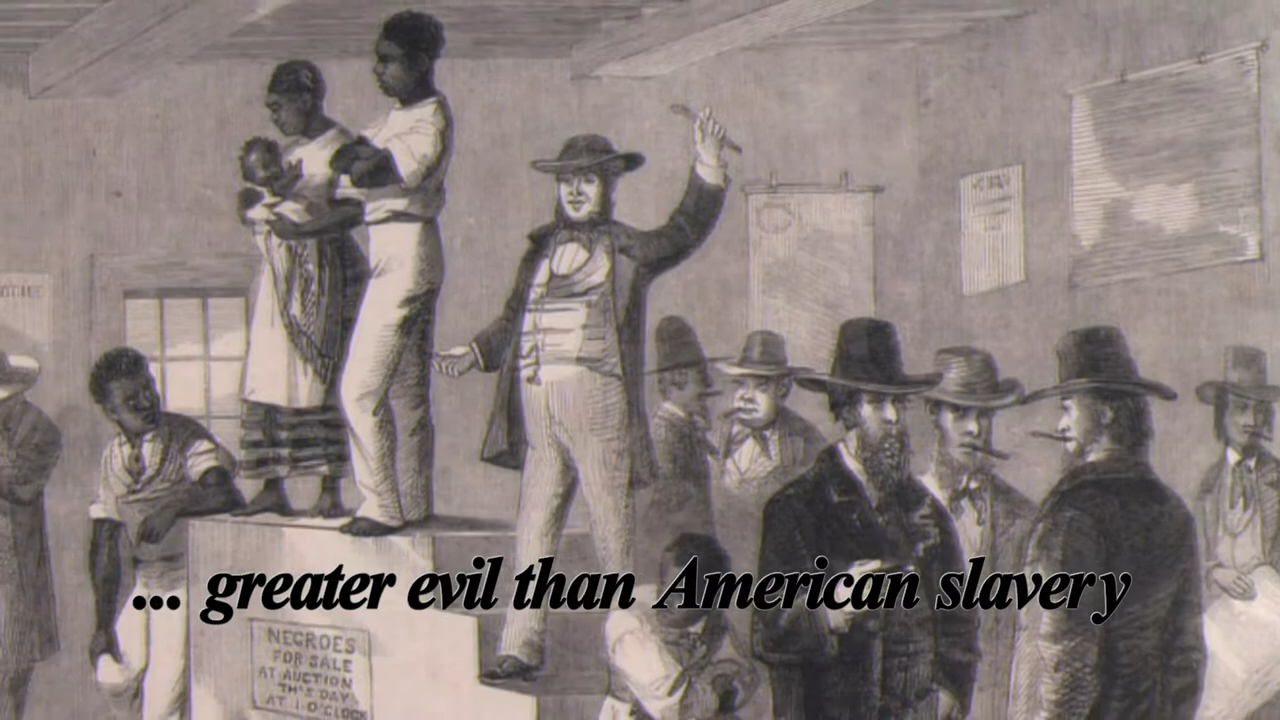 ... greater evil than American slavery
NEGROES
FOR SALE
AT AUCTION
THIS DAY
AT 1 O'CLOCK